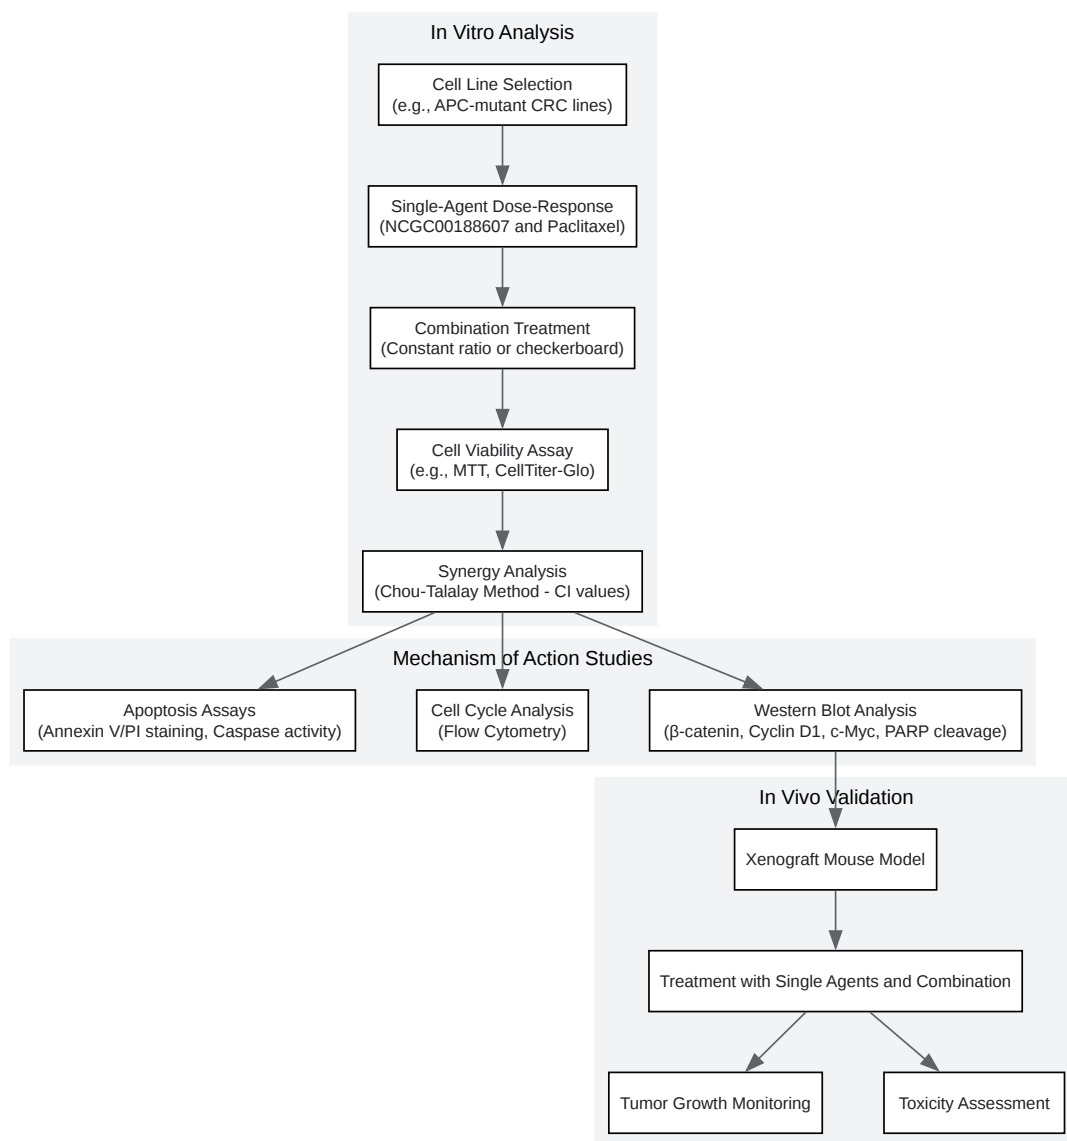 In Vitro Analysis
Cell Line Selection
(e.g., APC-mutant CRC lines)
Single-Agent Dose-Response
(NCGC00188607 and Paclitaxel)
Combination Treatment
(Constant ratio or checkerboard)
Cell Viability Assay
(e.g., MTT, CellTiter-Glo)
Synergy Analysis
(Chou-Talalay Method - CI values)
Mechanism of Action Studies
Apoptosis Assays
(Annexin V/PI staining, Caspase activity)
Cell Cycle Analysis
(Flow Cytometry)
Western Blot Analysis
(β-catenin, Cyclin D1, c-Myc, PARP cleavage)
In Vivo Validation
Xenograft Mouse Model
Treatment with Single Agents and Combination
Tumor Growth Monitoring
Toxicity Assessment